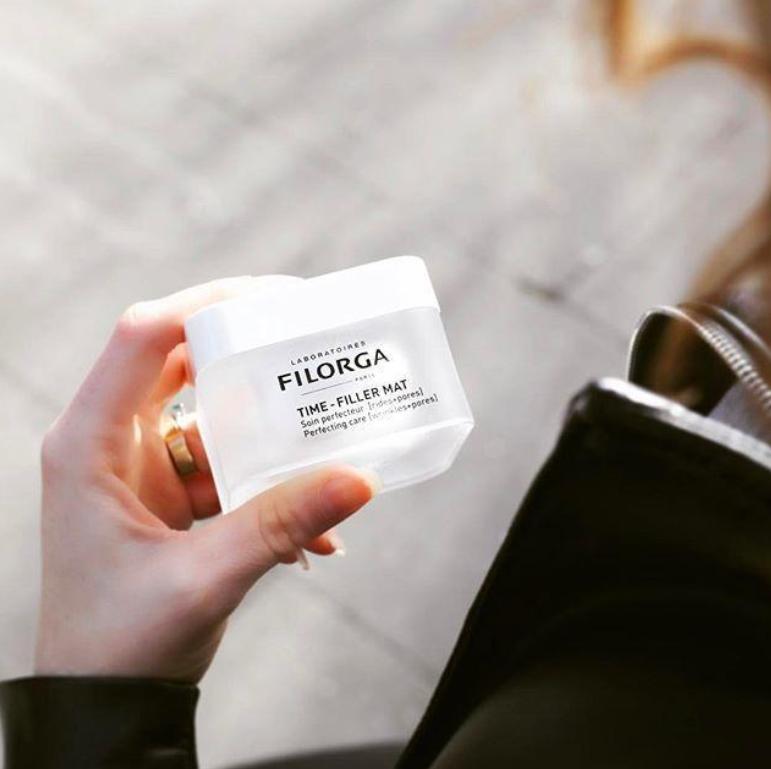 LABORATOIRES
FILORGA
PARIS
TIME-FILLER MAT
Soin perfecteur [rides+pores]
Perfecting care [wrinkles+pores]